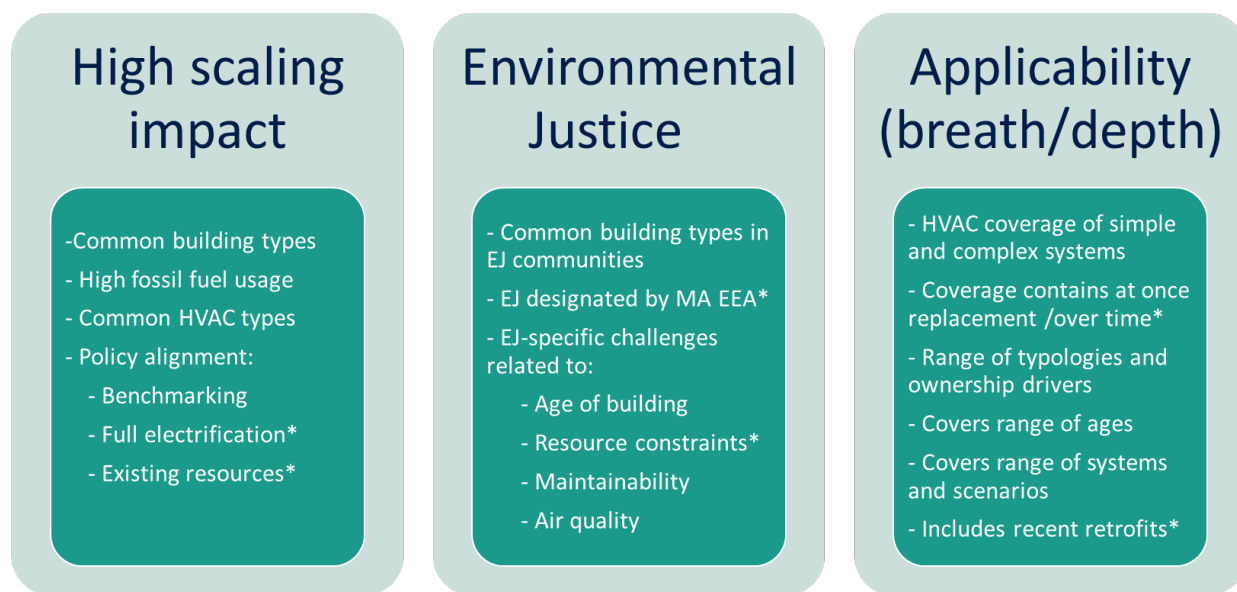 High scaling
impact
-Common building types
- High fossil fuel usage
- Common HVAC types
- Policy alignment:
- Benchmarking
- Full electrification*
- Existing resources*
Environmental
Justice
- Common building types in
EJ communities
- EJ designated by MA EEA*
- EJ-specific challenges
related to:
- Age of building
- Resource constraints*
- Maintainability
- Air quality
Applicability
(breath/depth)
- HVAC coverage of simple
and complex systems
- Coverage contains at once
replacement /over time*
- Range of typologies and
ownership drivers
- Covers range of ages
- Covers range of systems
and scenarios
- Includes recent retrofits*